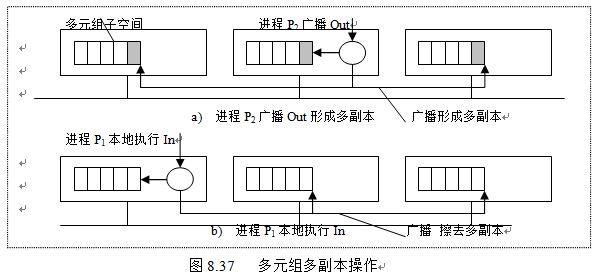 多元组子空间
进程 P2 广播 Out
a) 进程 P2 广播 Out 形成多副本
广播形成多副本
进程 P1 本地执行 In
b) 进程 P1 本地执行 In
广播 擦去多副本
图 8.37 多元组多副本操作